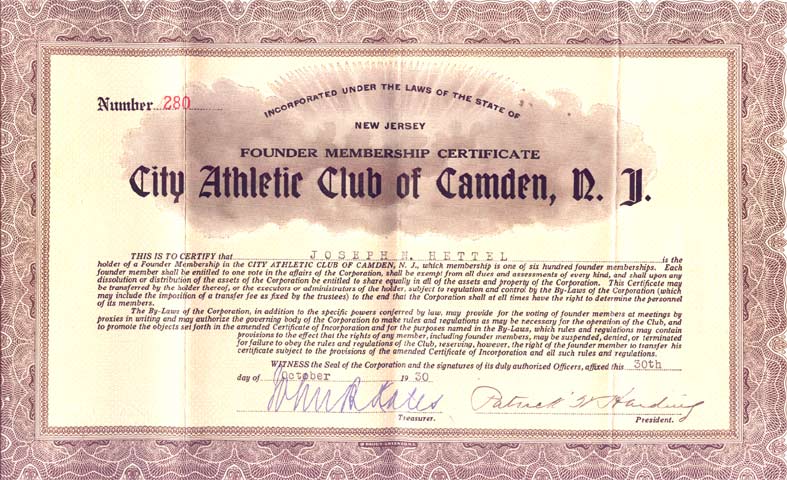 Number 280
INCORPORATED UNDER THE LAWS OF THE STATE OF
NEW JERSEY
FOUNDER MEMBERSHIP CERTIFICATE
City Athletic Club of Camden, N. J.
THIS IS TO CERTIFY that JOSEPH N. HETTEL is the
holder of a Founder Membership in the CITY ATHLETIC CLUB OF CAMDEN, N. J., which membership is one of six hundred founder memberships. Each
founder member shall be entitled to one vote in the affairs of the Corporation, shall be exempt from all dues and assessments of every kind, and shall upon any
dissolution or distribution of the assets of the Corporation be entitled to share equally in all of the assets and property of the Corporation. This Certificate may
be transferred by the holder thereof, or the executors or administrators of the holder, subject to regulation and control by the By-Laws of the Corporation (which
may include the imposition of a transfer fee as fixed by the trustees) to the end that the Corporation shall at all times have the right to determine the personnel
of its members.
The By-Laws of the Corporation, in addition to the specific powers conferred by law, may provide for the voting of founder members at meetings by
proxies in writing and may authorize the governing body of the Corporation to make rules and regulations as may be necessary for the operation of the Club, and
to promote the objects set forth in the amended Certificate of Incorporation and for the purposes named in the By-Laws, which rules and regulations may contain
provisions to the effect that the rights of any member, including founder members, may be suspended, denied, or terminated
for failure to obey the rules and regulations of the Club, reserving, however, the right of the founder member to transfer his
certificate subject to the provisions of the amended Certificate of Incorporation and all such rules and regulations.
WITNESS the Seal of the Corporation and the signatures of its duly authorized Officers, affixed this 30th
day of October 1930
Patrick H Harding
Treasurer. President.